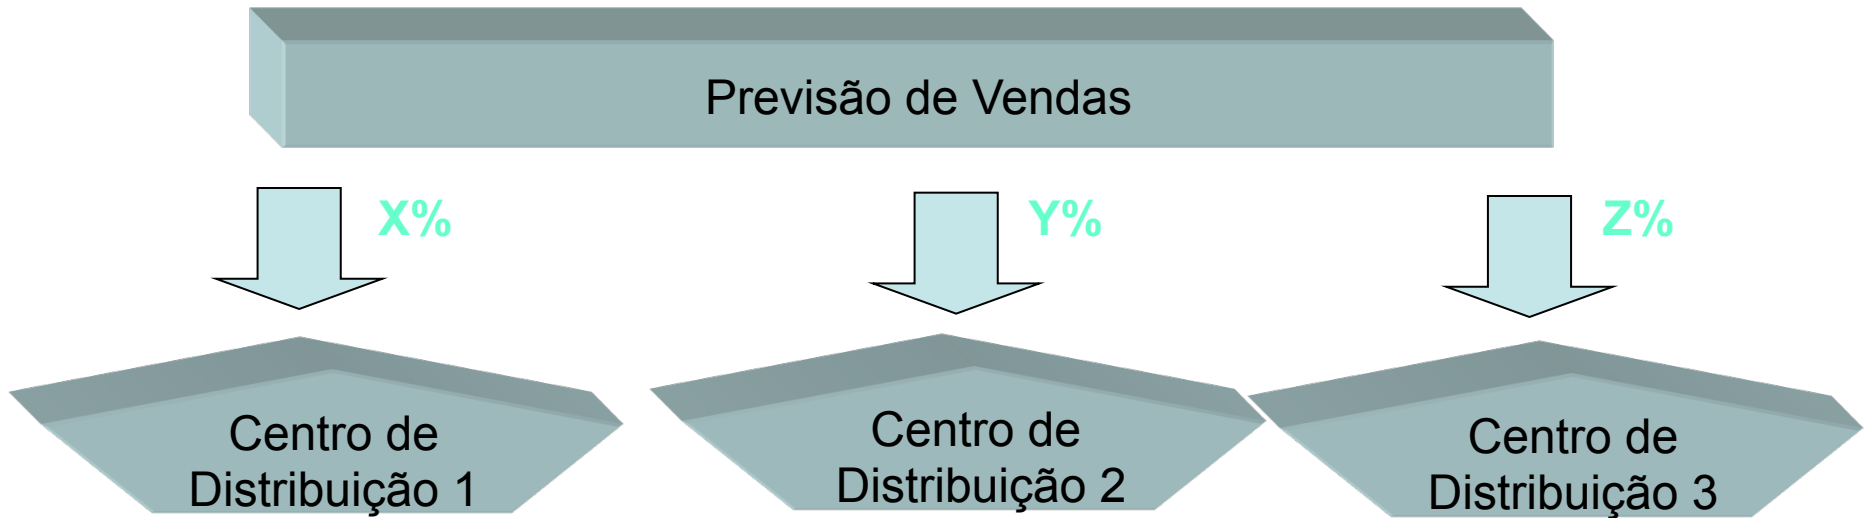 Previsão de Vendas
X%
Y%
Z%
Centro de
Distribuição 1
Centro de
Distribuição 2
Centro de
Distribuição 3